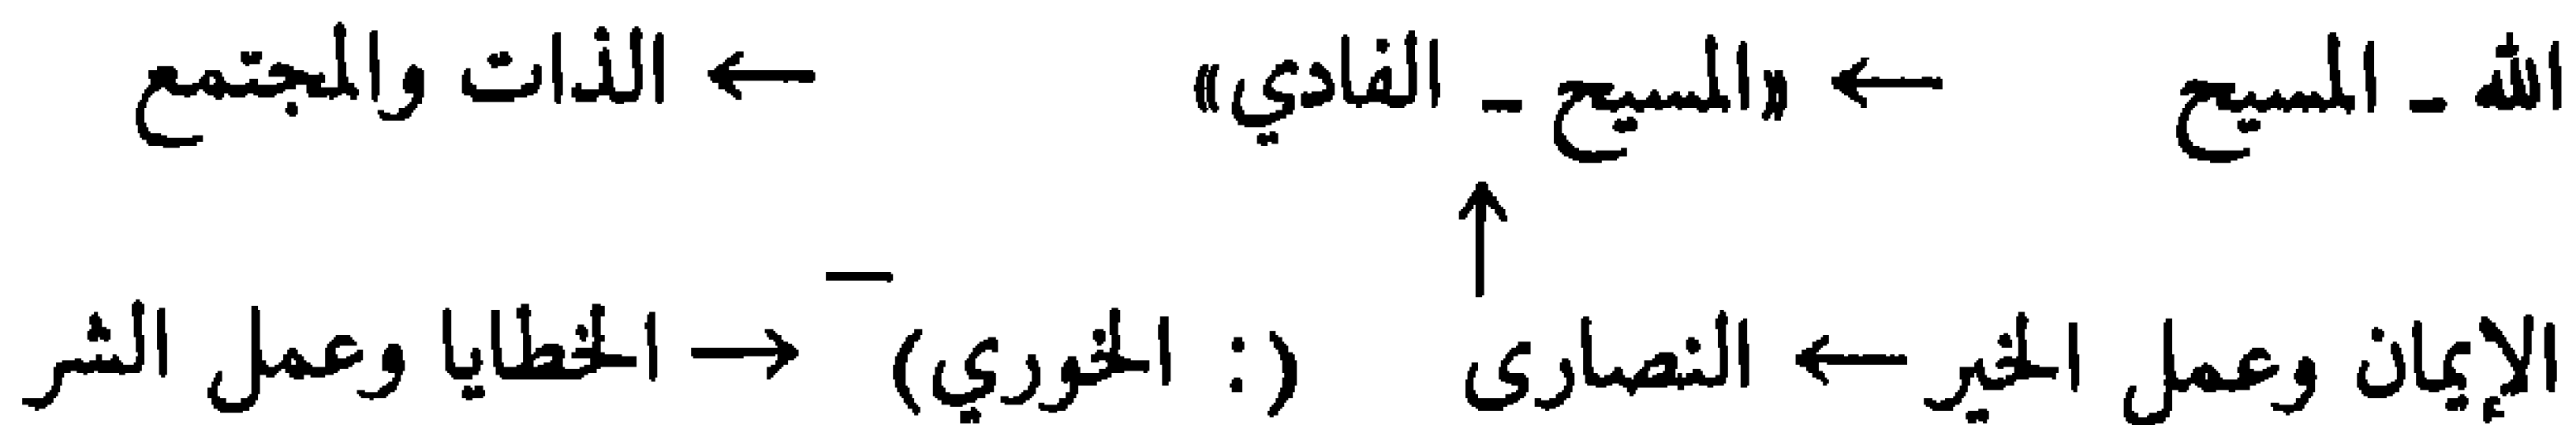 الله ـ المسيح ← «المسيح ـ الفادي» ← الذات والمجتمع
↑
الإيمان وعمل الخير ← النصارى (: الخوري) — → الخطايا وعمل الشر